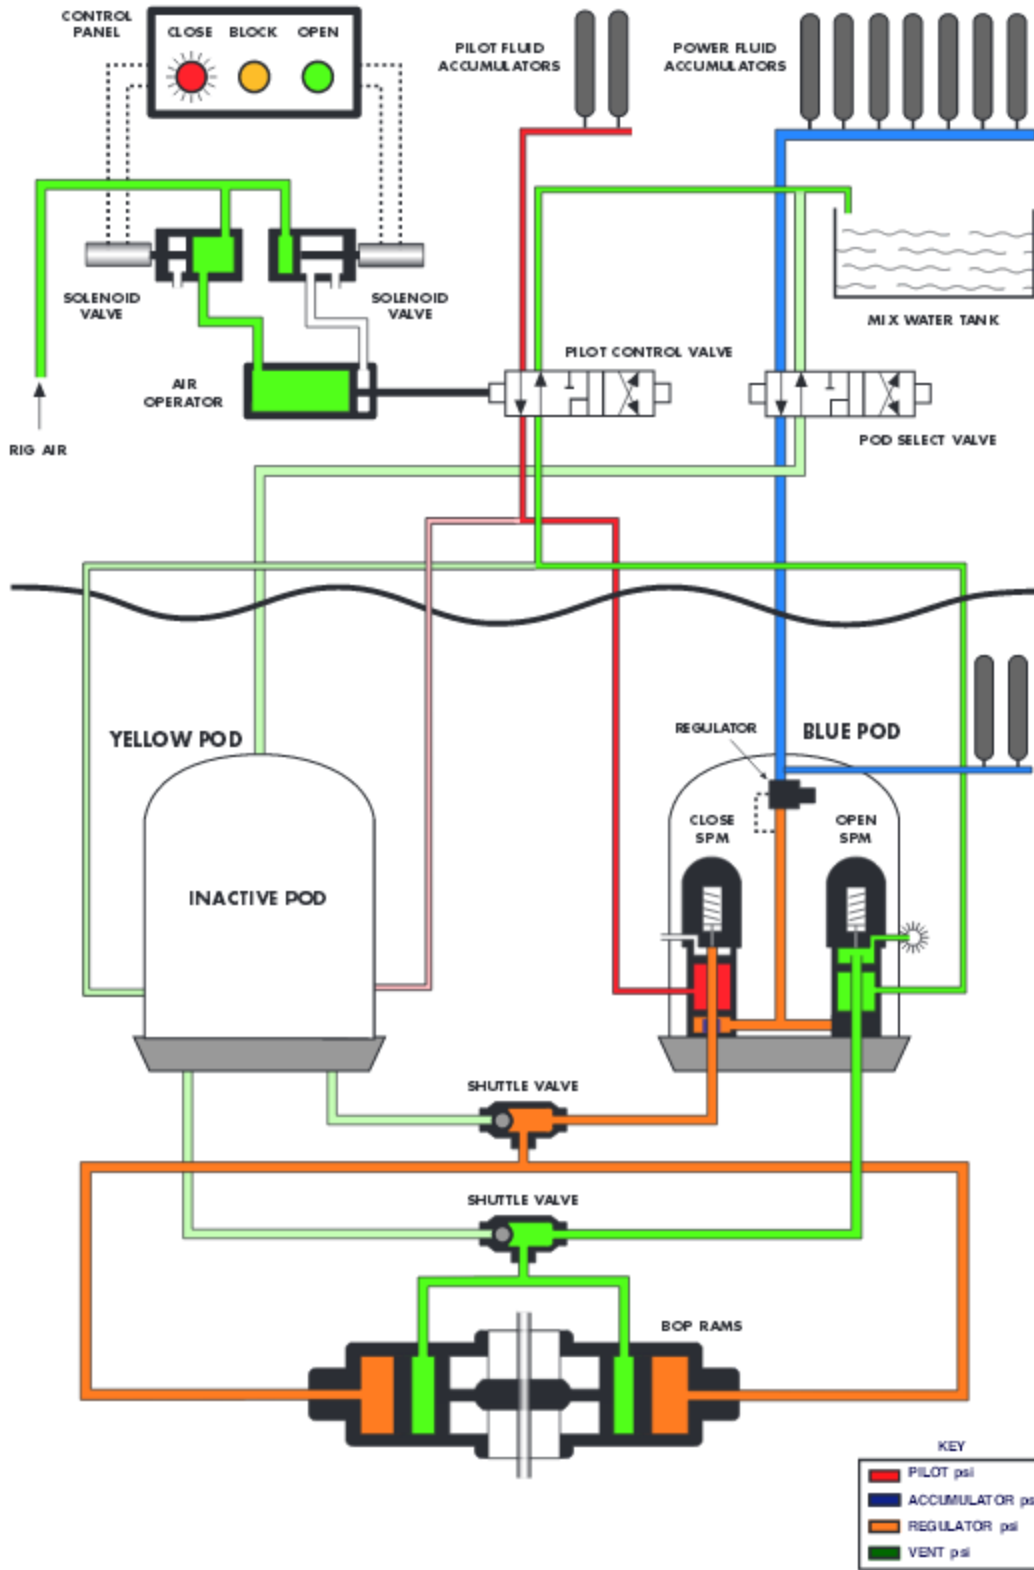 CONTROL
PANEL
CLOSE
BLOCK
OPEN
PILOT FLUID
ACCUMULATORS
POWER FLUID
ACCUMULATORS
SOLENOID
VALVE
SOLENOID
VALVE
MIX WATER TANK
PILOT CONTROL VALVE
AIR
OPERATOR
RIG AIR
POD SELECT VALVE
YELLOW POD
REGULATOR
BLUE POD
CLOSE
SPM
OPEN
SPM
INACTIVE POD
SHUTTLE VALVE
SHUTTLE VALVE
BOP RAMS
KEY
PILOT psi
ACCUMULATOR ps
REGULATOR psi
VENT psi